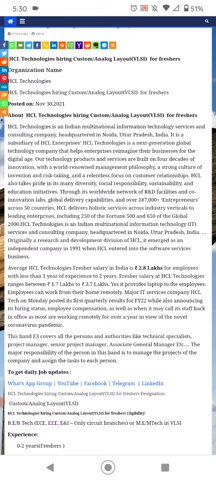 5:30
51%
HCL Technologies hiring Custom/Analog Layout(VLSI) for freshers
Organization Name
HCL Technologies
HCL Technologies hiring Custom/Analog Layout(VLSI) for freshers
Posted on: Nov 30,2021
About HCL Technologies hiring Custom/Analog Layout(VLSI) for freshers
HCL Technologies is an Indian multinational information technology services and
consulting company, headquartered in Noida, Uttar Pradesh, India. It is a
subsidiary of HCL Enterprises' HCL Technologies is a next-generation global
technology company that helps enterprises reimagine their businesses for the
digital age. Our technology products and services are built on four decades of
innovation, with a world-renowned management philosophy, a strong culture of
invention and risk-taking, and a relentless focus on customer relationships. HCL
also takes pride in its many diversity, social responsibility, sustainability, and
education initiatives. Through its worldwide network of R&D facilities and co-
innovation labs, global delivery capabilities, and over 187,000+ 'Entrepreneurs'
across 50 countries, HCL delivers holistic services across industry verticals to
leading enterprises, including 250 of the Fortune 500 and 650 of the Global
2000.HCL Technologies is an Indian multinational information technology (IT)
services and consulting company, headquartered in Noida, Uttar Pradesh, India. ...
Originally a research and development division of HCL, it emerged as an
independent company in 1991 when HCL entered into the software services
business.
Average HCL Technologies Fresher salary in India is ₹ 2.8 Lakhs for employees
with less than 1 year of experience to 2 years. Fresher salary at HCL Technologies
ranges between ₹ 1.7 Lakhs to ₹ 3.7 Lakhs. Yes it provides laptop to the employees.
Employees can work from their home remotely. Major IT services company HCL
Tech on Monday posted its first quarterly results for FY22 while also announcing
its hiring status, employee compensation, as well as when it may call its staff back
in office as most are working remotely for over a year in view of the novel
coronavirus pandemic.
This band E3 covers all the persons and authorities like technical specialists,
project manager, senior project manager, Associate General Manager Etc.... The
major responsibility of the person in this band is to manage the projects of the
company and assign the tasks to each person.
To get daily Job updates :
What's App Group | YouTube | Facebook | Telegram | LinkedIn
HCL Technologies hiring Custom/Analog Layout(VLSI) for freshers Designation:
Custom/Analog Layout(VLSI)
HCL Technologies hiring Custom/Analog Layout(VLSI) for freshers Eligibility:
B.E/B Tech (ECE, EEE, E&I – Only circuit branches) or M.E/MTech in VLSI
Experience:
0-2 years(Freshers )